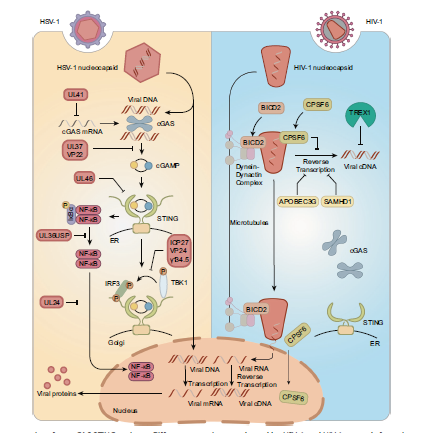 HSV-1
HIV-1
HSV-1 nucleocapsid
HIV-1 nucleocapsid
UL41
Viral DNA
cGAS mRNA
cGAS
BICD2
CPSF6
TREX1
UL37
VP22
BICD2
CPSF6
Reverse
Transcription
Viral cDNA
cGAMP
UL46
Dynein-
Dynactin
Complex
APOBEC3G
SAMHD1
P
IκBα
NF-κB
NF-κB
STING
Microtubules
UL36USP
ER
ICP27
VP24
γ34.5
cGAS
NF-κB
NF-κB
IRF3
P
TBK1
UL24
P
P
BICD2
STING
CPSF6
ER
Golgi
NF-κB
NF-κB
Viral DNA
Viral RNA
Transcription
Reverse
Transcription
Viral proteins
Viral mRNA
Viral cDNA
CPSF6
Nucleus